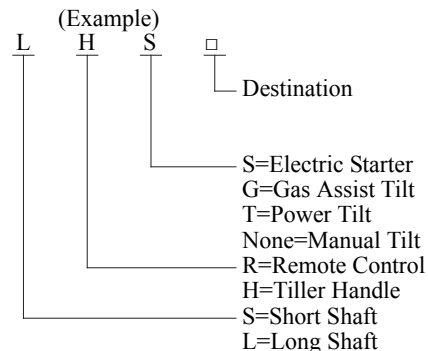 (Example)
L H S □
Destination
S=Electric Starter
G=Gas Assist Tilt
T=Power Tilt
None=Manual Tilt
R=Remote Control
H=Tiller Handle
S=Short Shaft
L=Long Shaft